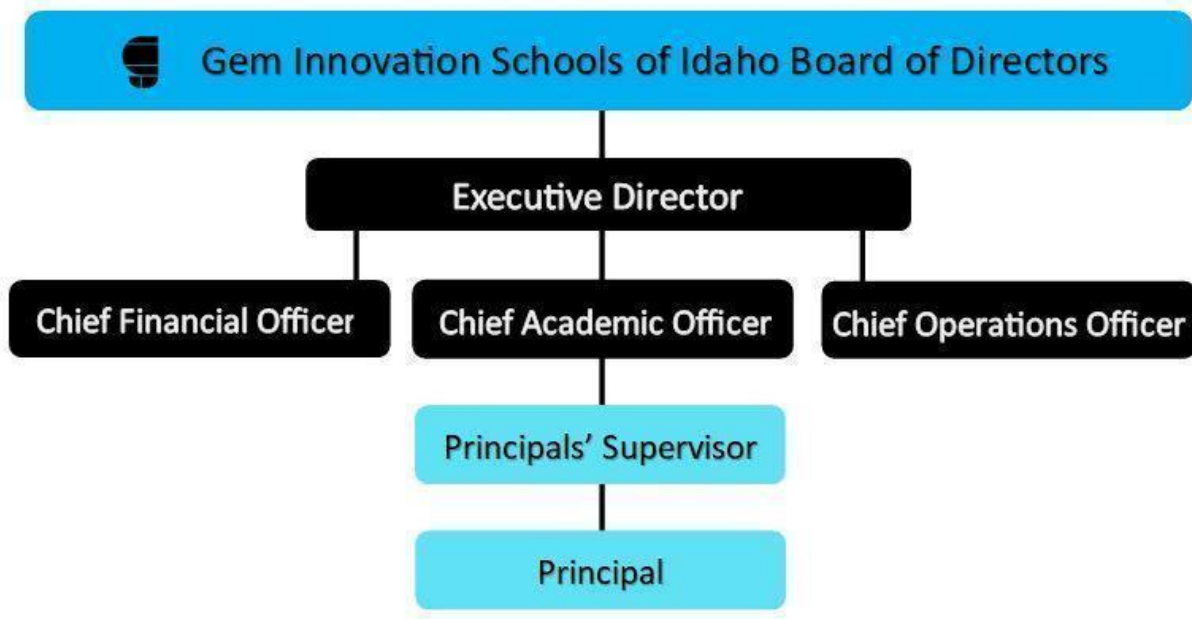 Gem Innovation Schools of Idaho Board of Directors
Executive Director
Chief Financial Officer
Chief Academic Officer
Chief Operations Officer
Principals’ Supervisor
Principal